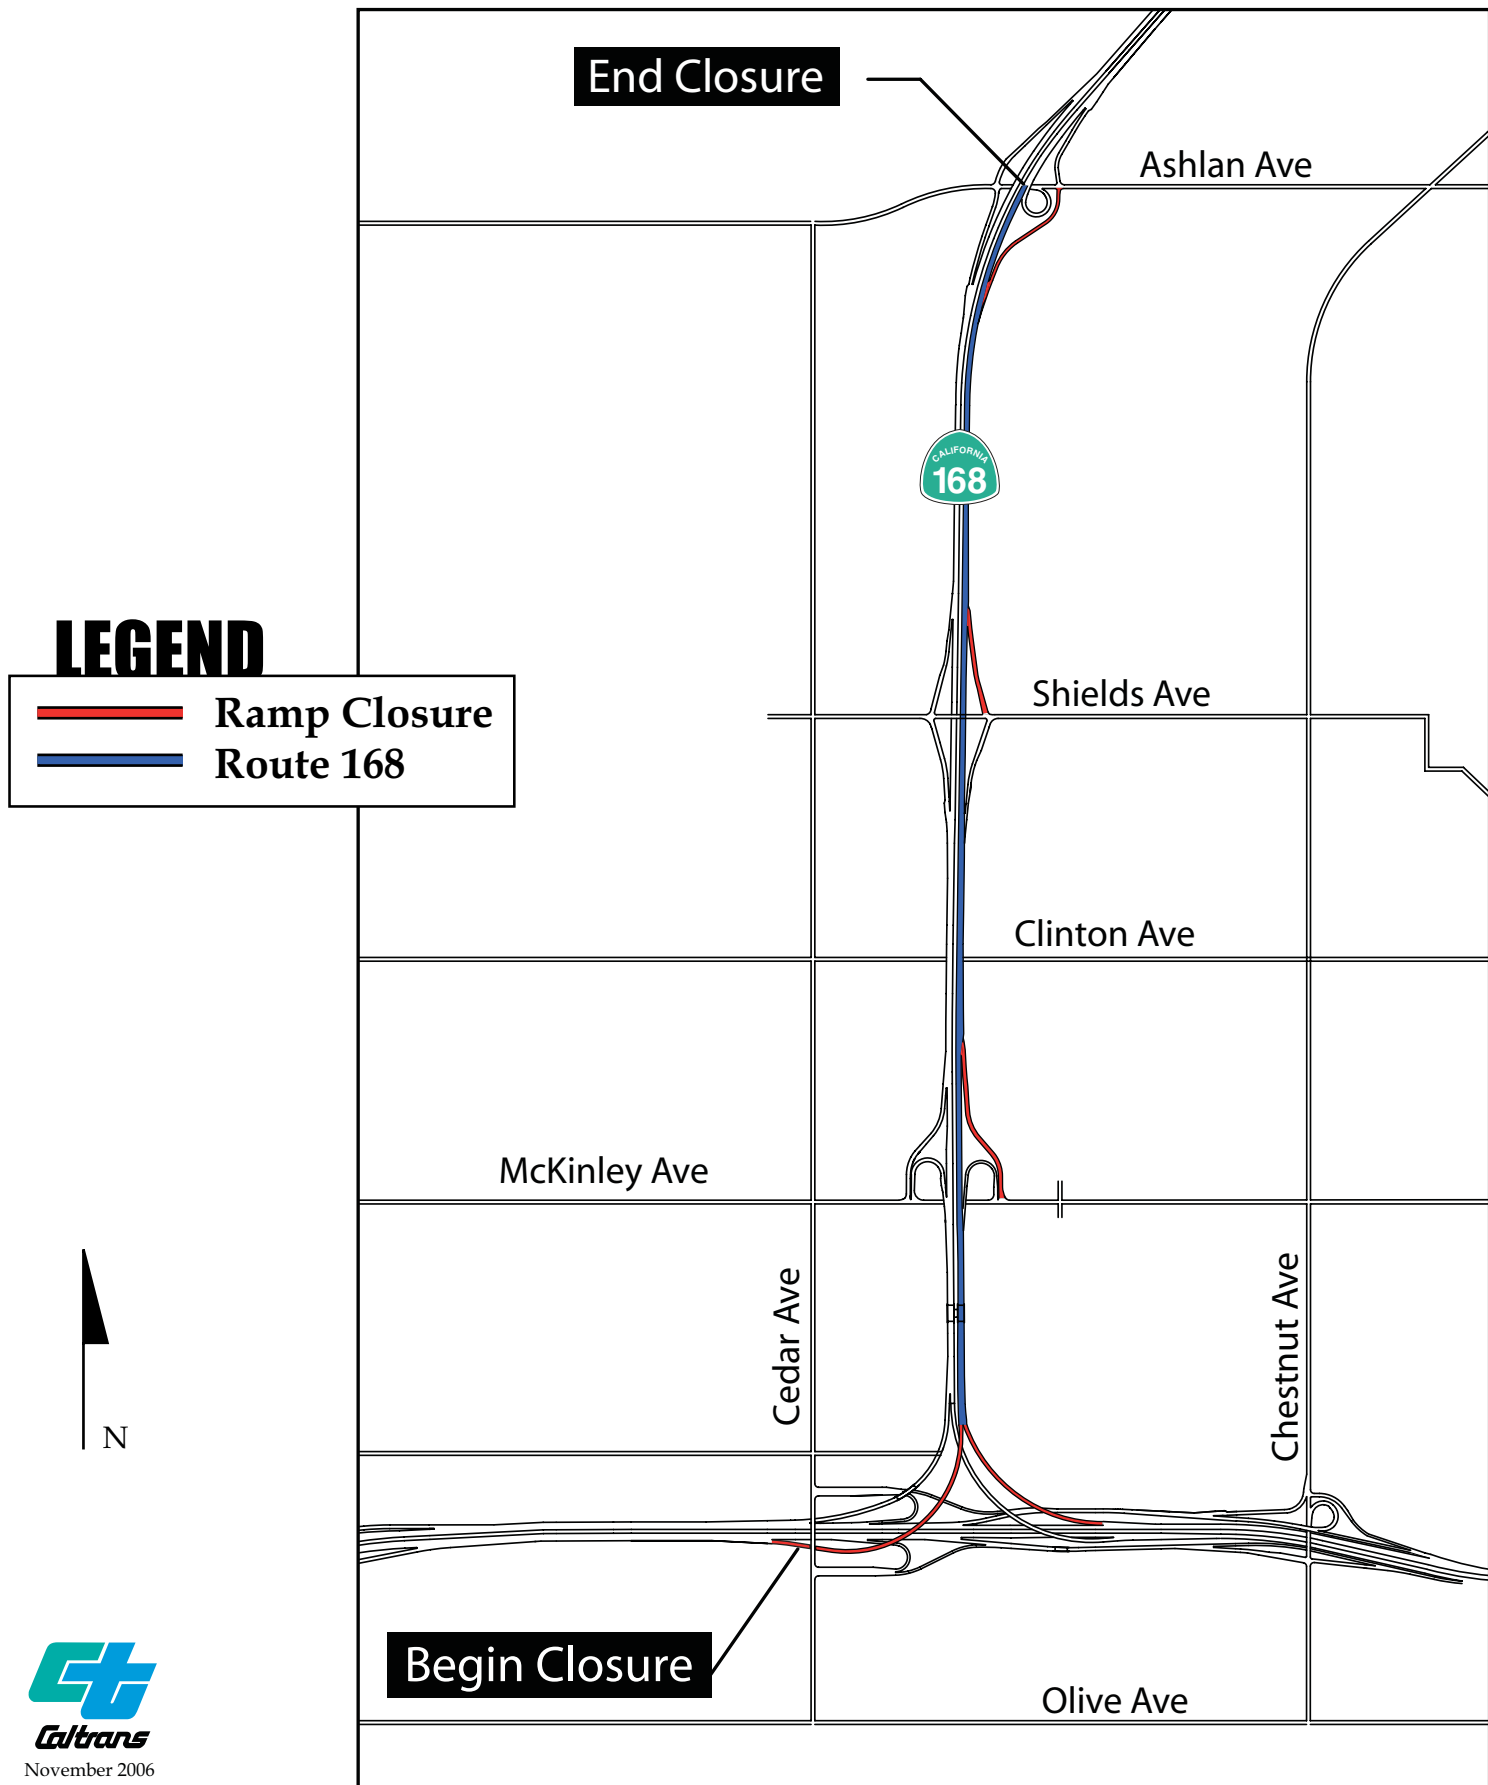 End Closure
Ashlan Ave
CALIFORNIA
168
LEGEND
Ramp Closure
Route 168
Shields Ave
Clinton Ave
McKinley Ave
Cedar Ave
Chestnut Ave
N
Begin Closure
Olive Ave
Ct
Caltrans
November 2006